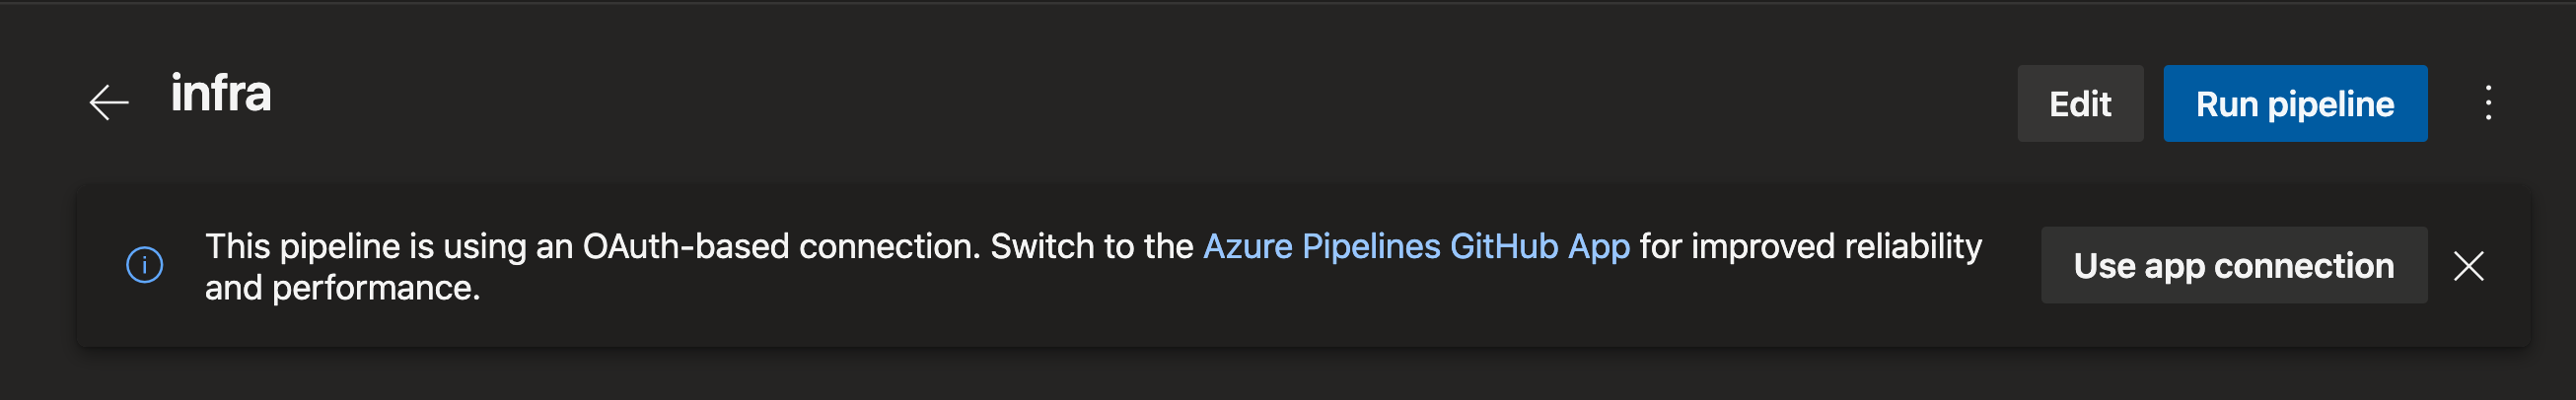 infra
Edit
Run pipeline
This pipeline is using an OAuth-based connection. Switch to the Azure Pipelines GitHub App for improved reliability
and performance.
Use app connection